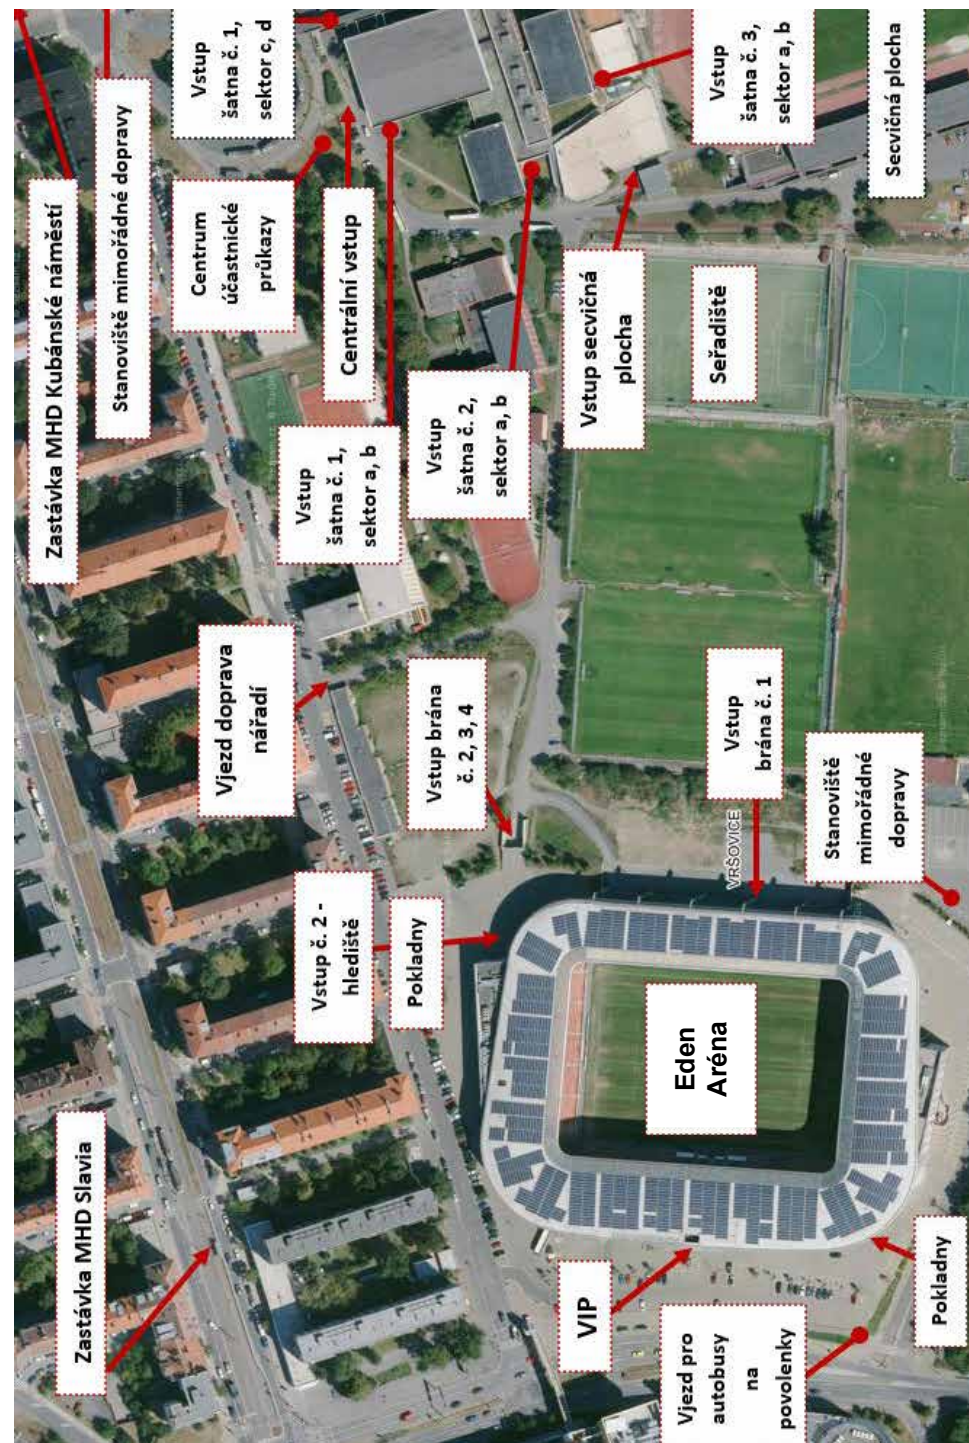 Zastávka MHD Kubánské náměstí
Stanoviště mimořádné dopravy
Vstup
šatna č. 1,
sektor c, d
Centrum
účastnické
průkazy
Centrální vstup
Vstup
šatna č. 3,
sektor a, b
Secvičná plocha
Vstup
šatna č. 1,
sektor a, b
Vstup
šatna č. 2,
sektor a, b
Vstup secvičná
plocha
Seřadiště
Vjezd doprava
nářadí
Vstup brána
č. 2, 3, 4
Vstup
brána č. 1
VRŠOVICE
Stanoviště
mimořádné
dopravy
Vstup č. 2 -
hlediště
Pokladny
Eden
Aréna
Zastávka MHD Slavia
VIP
Vjezd pro
autobusy
na
povolenky
Pokladny